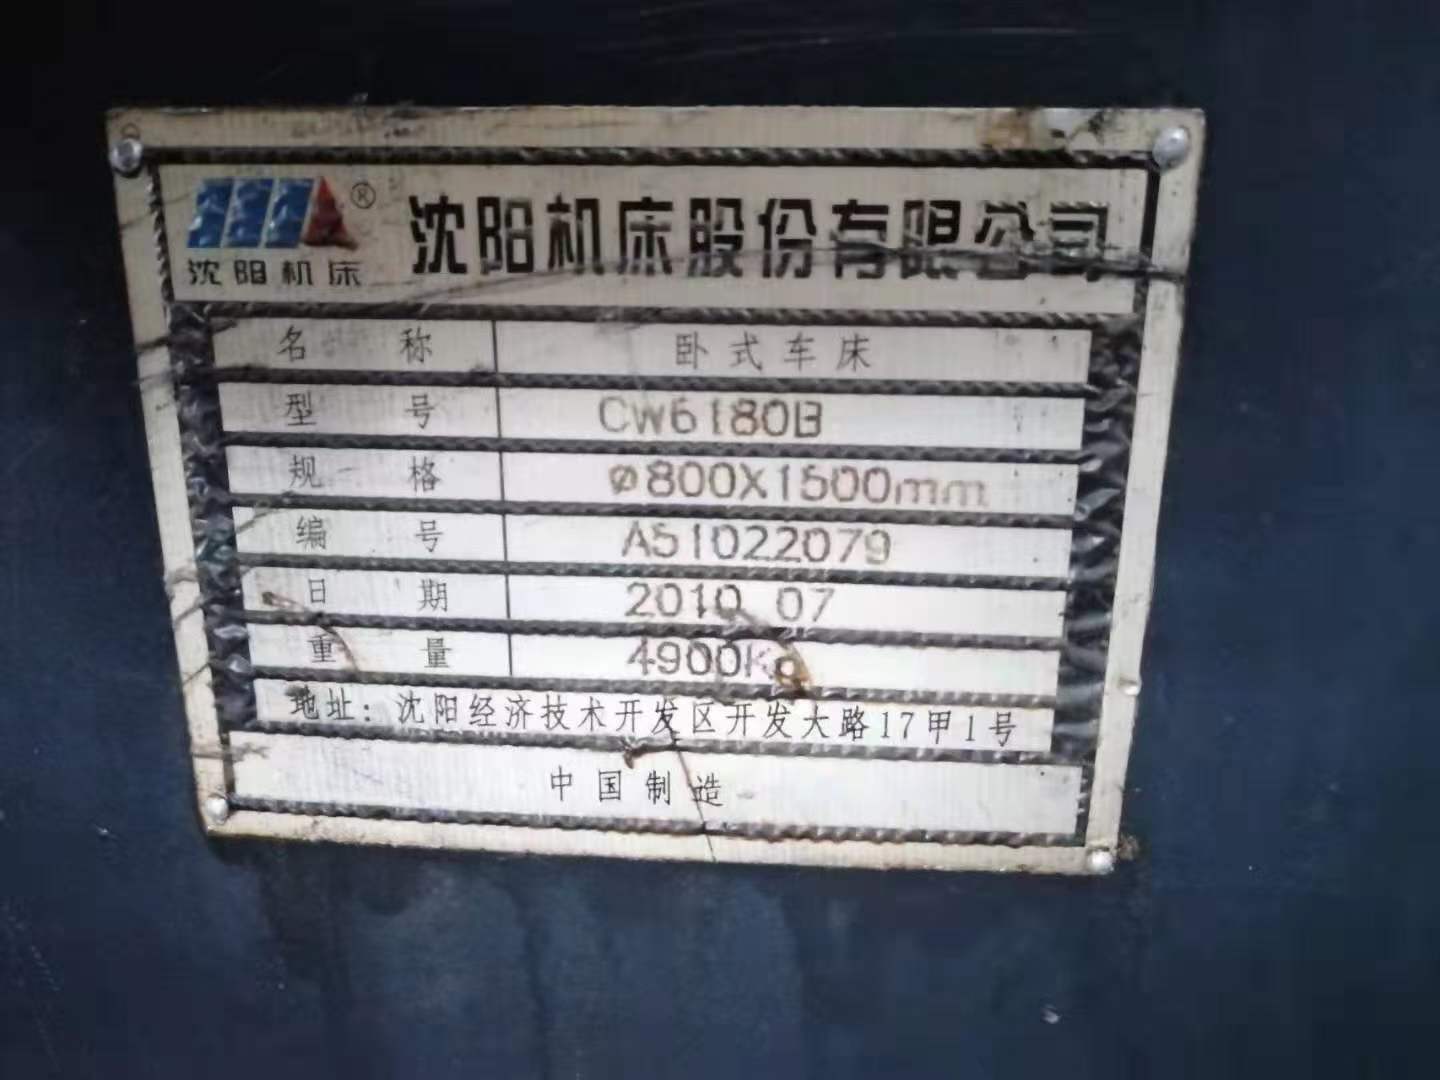 沈阳机床® 沈阳机床股份有限公司
名称 卧式车床
型号 CW6180B
规格 ø800X1500mm
编号 A51022079
日期 2010 07
重量 4900Kg
地址：沈阳经济技术开发区开发大路17甲1号
中国制造